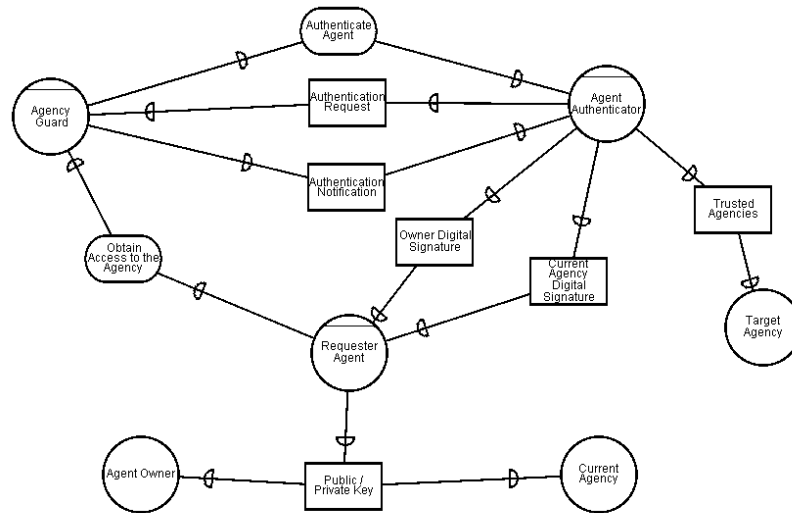 Authenticate
Agent
Agency
Guard
Authentication
Request
Agent
Authenticator
Authentication
Notification
Trusted
Agencies
Owner Digital
Signature
Obtain
Access to the
Agency
Current
Agency
Digital
Signature
Target
Agency
Requester
Agent
Agent Owner
Public /
Private Key
Current
Agency